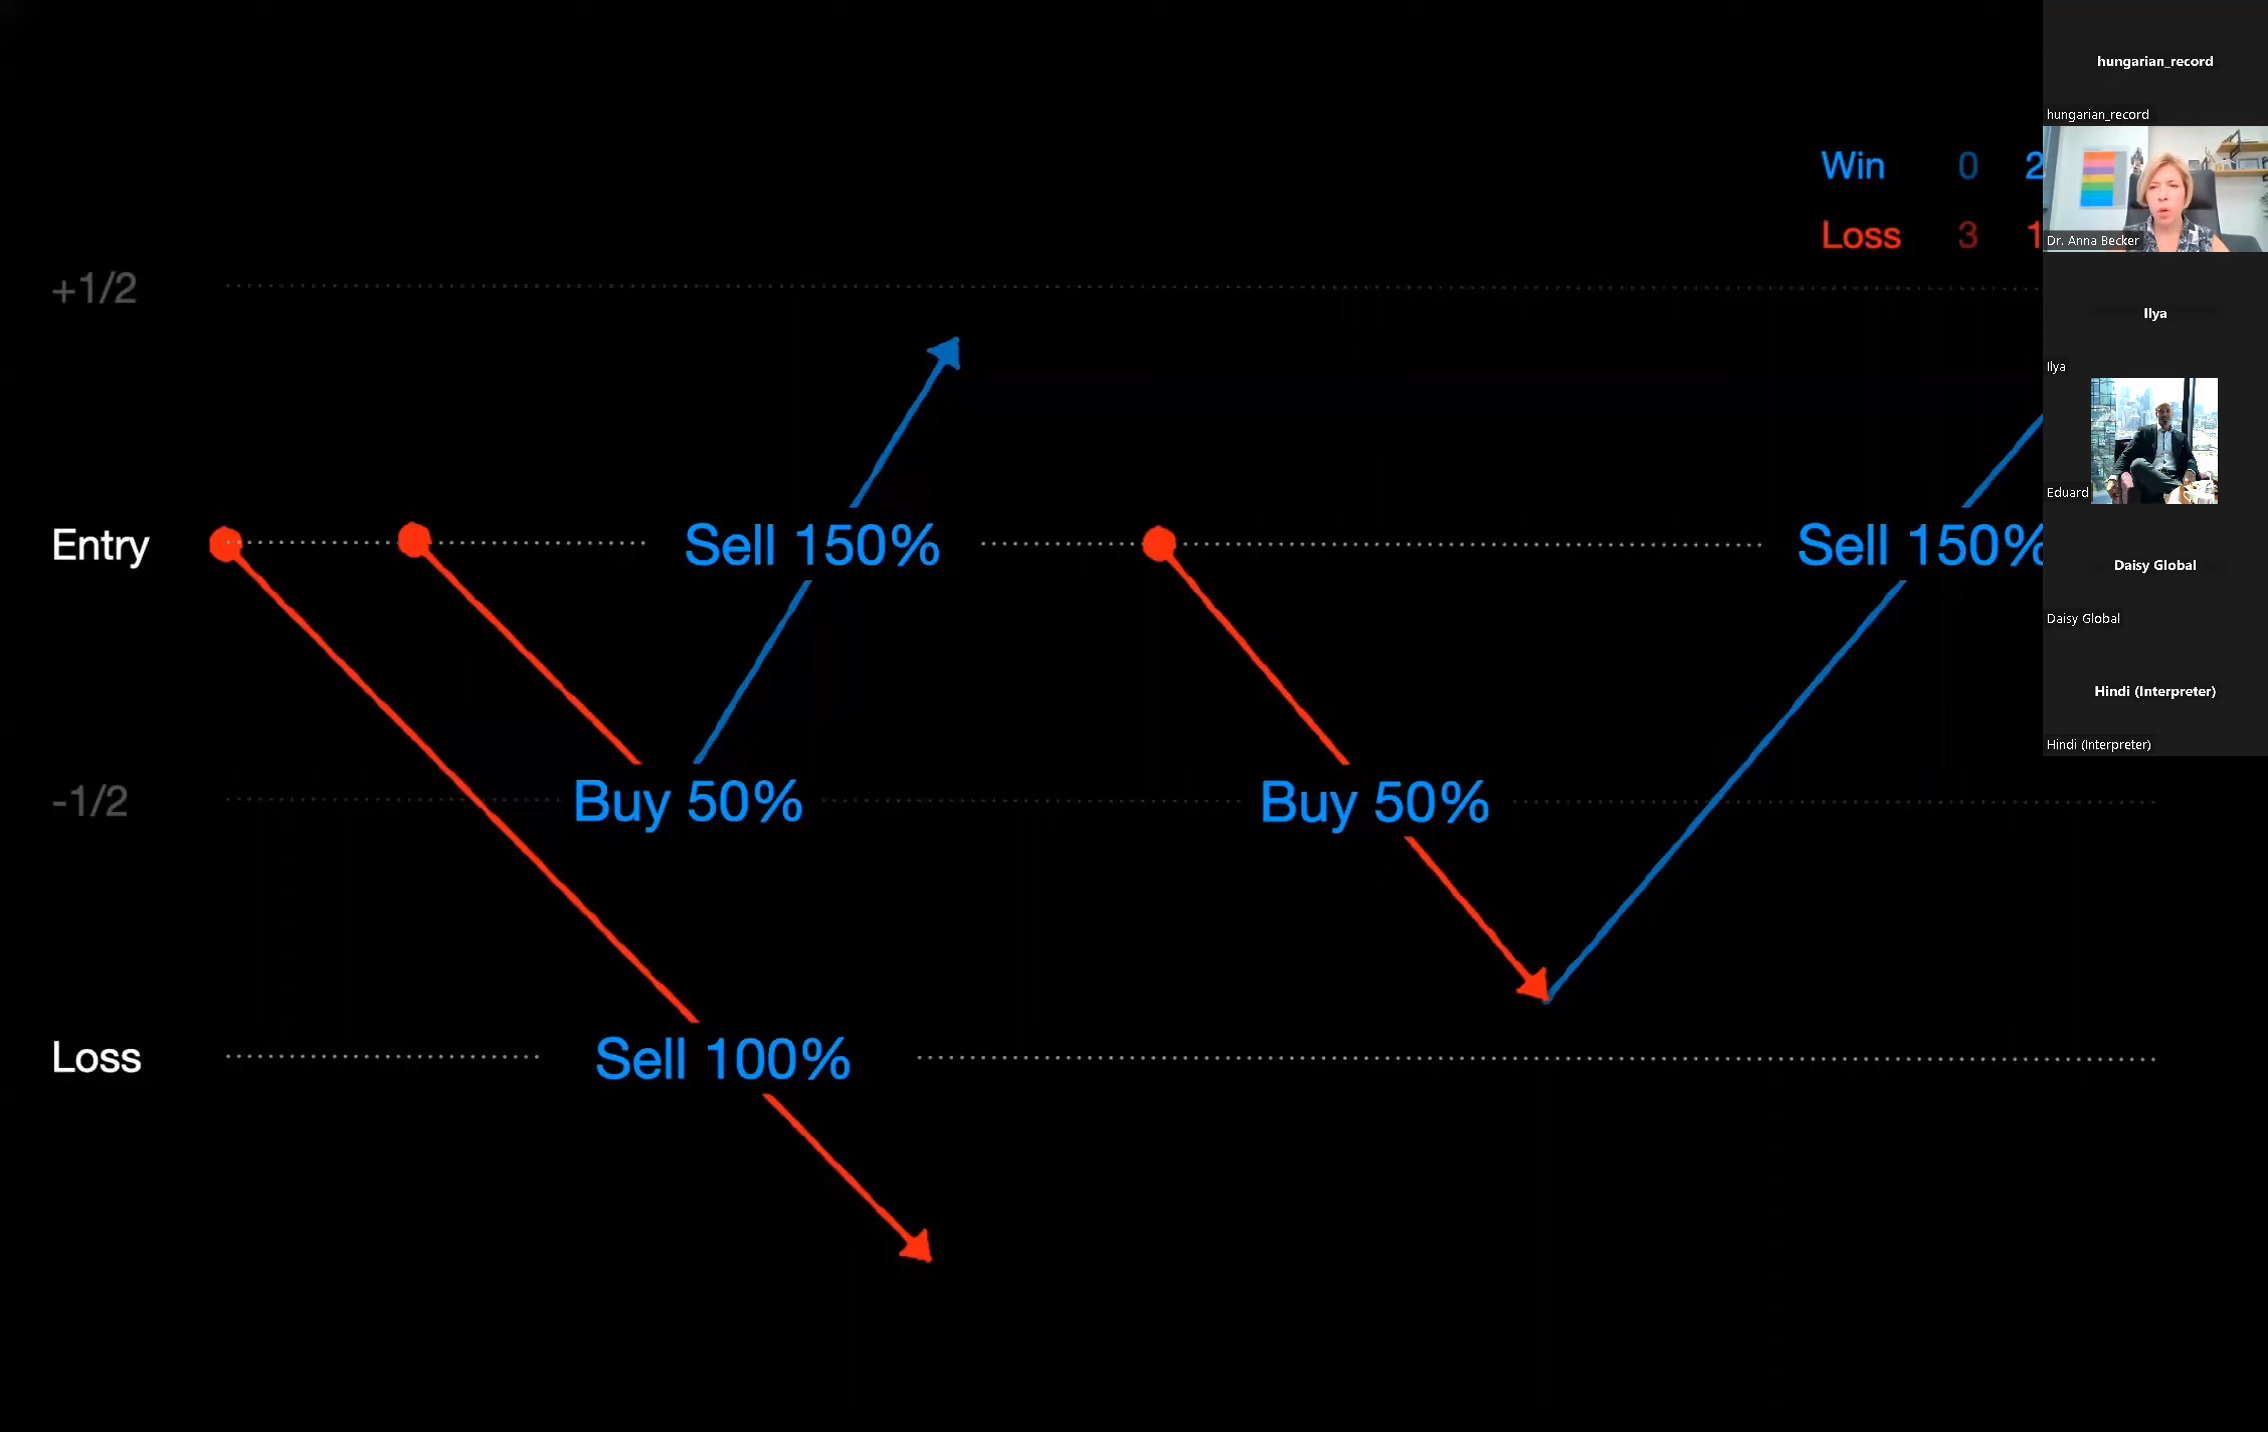 hungarian_record
hungarian_record
Win 0 2
Dr. Anna Becker
Loss 3 1
+1/2
Ilya
Ilya
Eduard
Entry Sell 150% Sell 150%
Daisy Global
Daisy Global
Hindi (Interpreter)
Hindi (Interpreter)
-1/2 Buy 50% Buy 50%
Loss Sell 100%